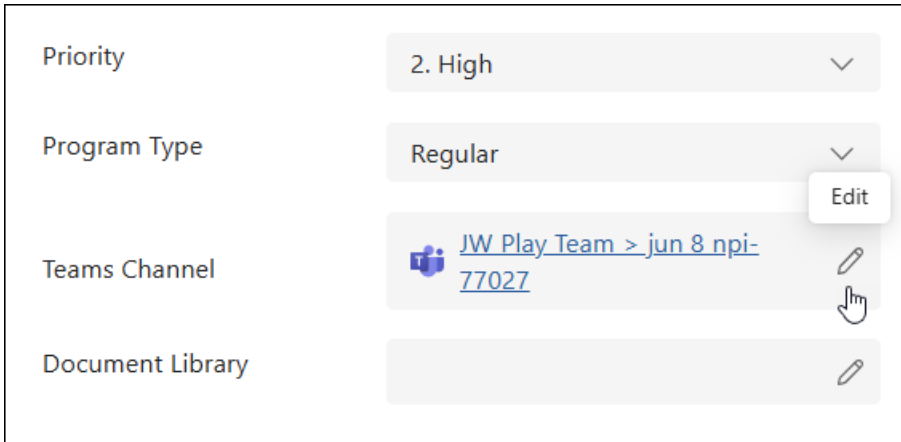 Priority
2. High
Program Type
Regular
Edit
Teams Channel
JW Play Team > jun 8 npi-
77027
Document Library